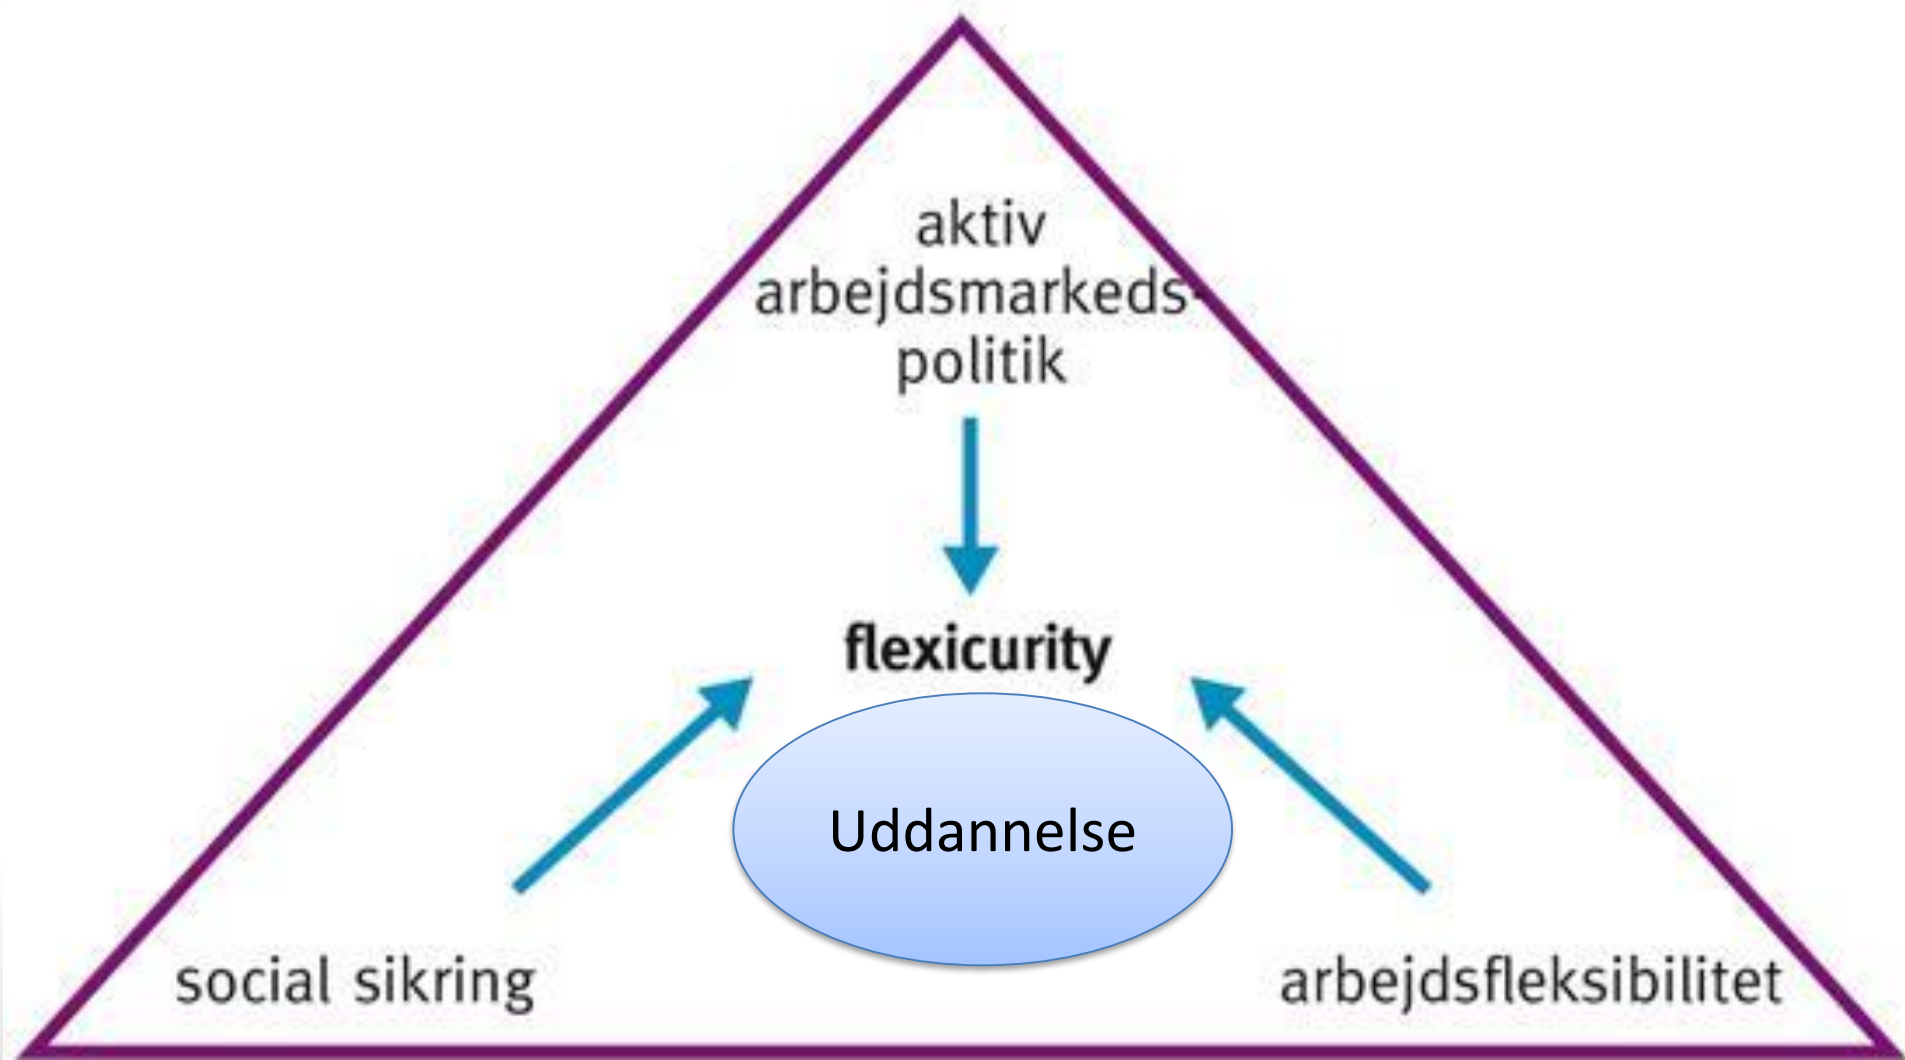 aktiv
arbejdsmarkeds-
politik
flexicurity
Uddannelse
social sikring
arbejdsfleksibilitet